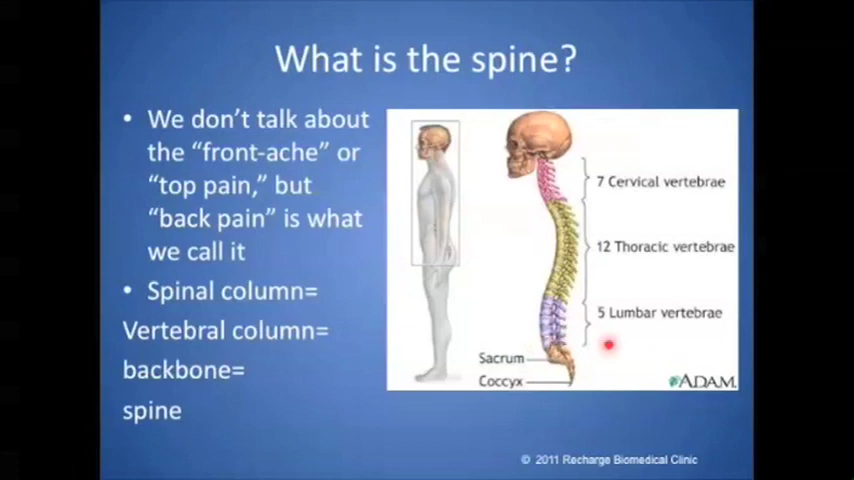 What is the spine?
• We don't talk about
the "front-ache" or
"top pain," but
"back pain" is what
we call it
• Spinal column=
Vertebral column=
backbone=
spine
7 Cervical vertebrae
12 Thoracic vertebrae
5 Lumbar vertebrae
Sacrum
Coccyx
ADAM.
© 2011 Recharge Biomedical Clinic